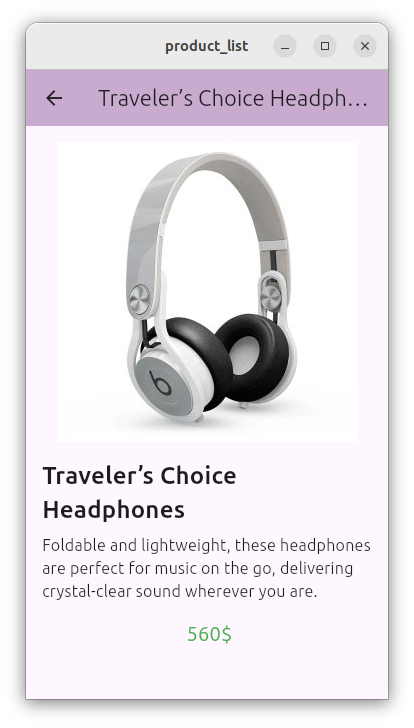 product_list
Traveler’s Choice Headph...
Traveler’s Choice
Headphones
Foldable and lightweight, these headphones
are perfect for music on the go, delivering
crystal-clear sound wherever you are.
560$